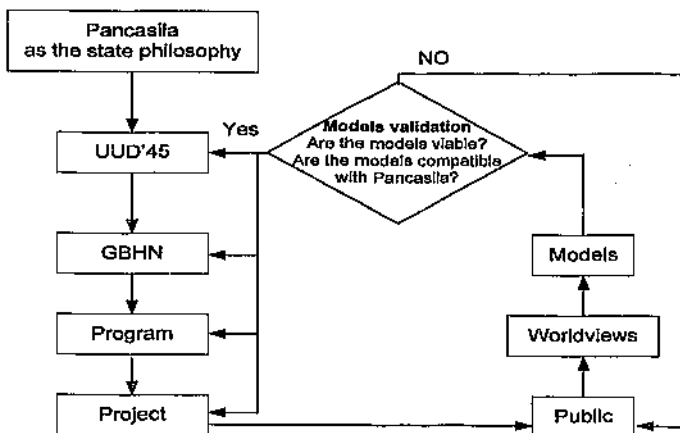 Pancasila
as the state philosophy
NO
Models validation
Are the models viable?
Are the models compatible
with Pancasila?
Yes
UUD'45
GBHN
Models
Program
Worldviews
Project
Public